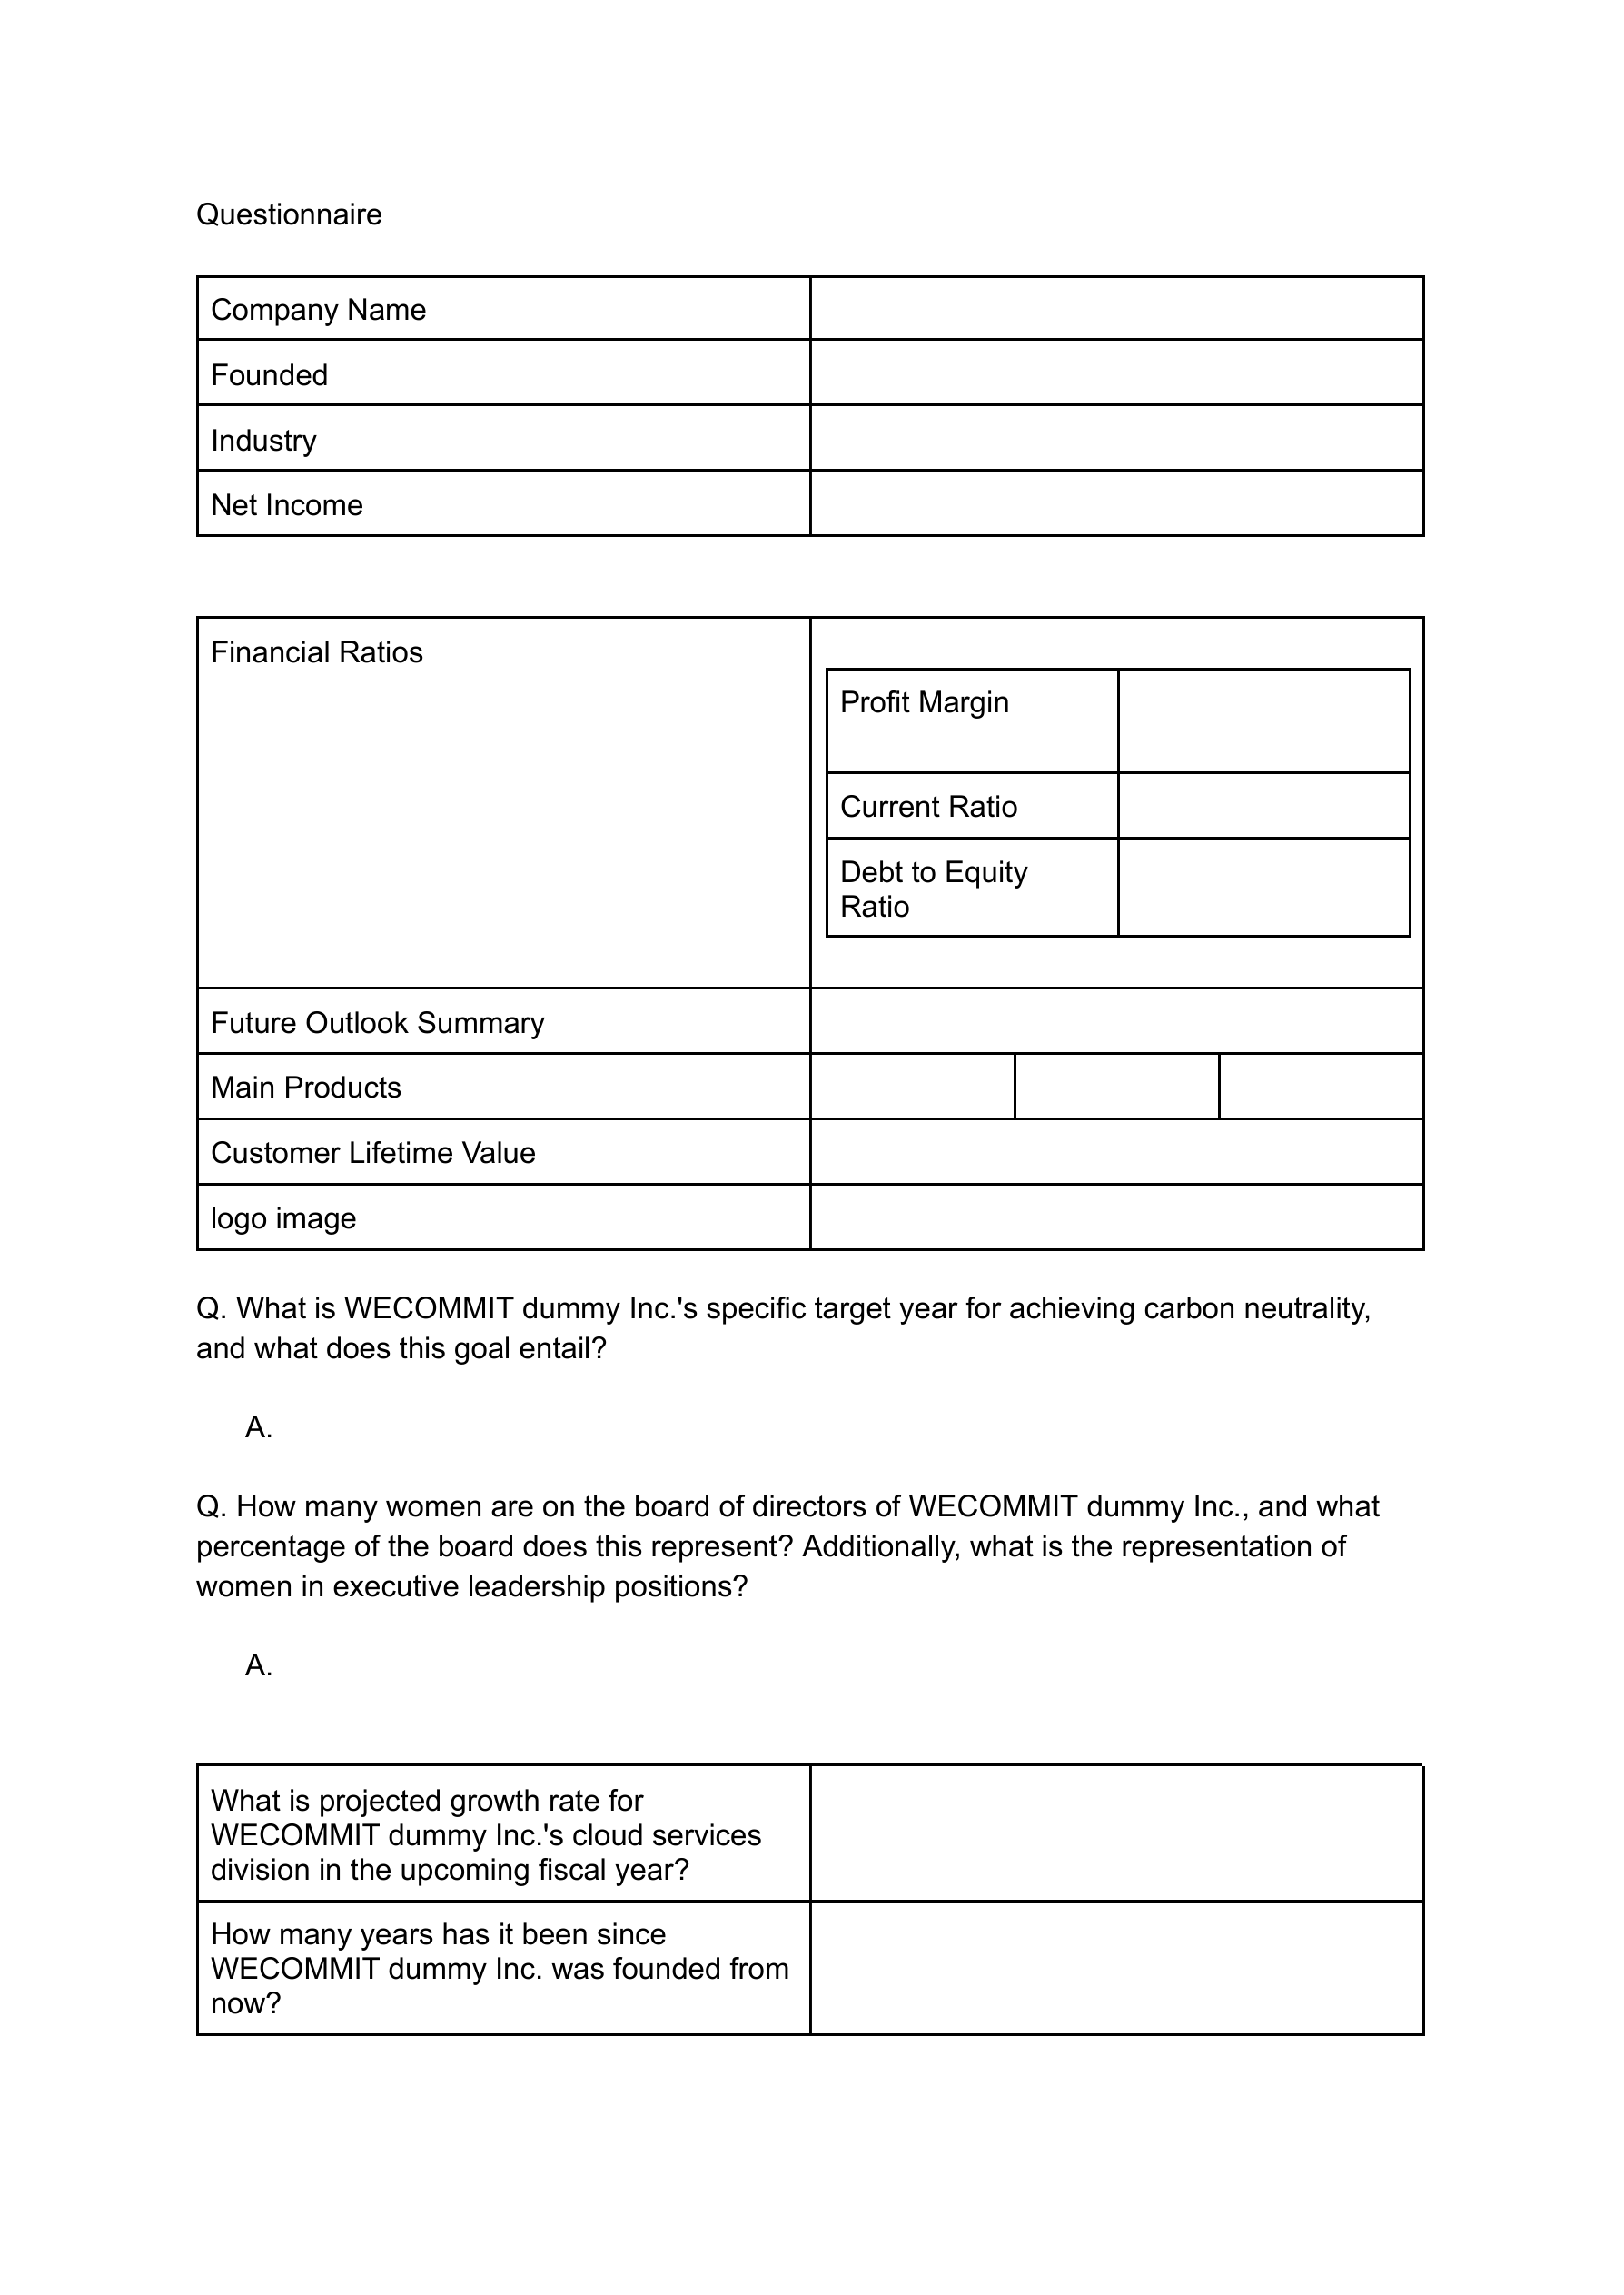 Questionnaire
Company Name
Founded
Industry
Net Income
Financial Ratios
Profit Margin
Current Ratio
Debt to Equity
Ratio
Future Outlook Summary
Main Products
Customer Lifetime Value
logo image
Q. What is WECOMMIT dummy Inc.'s specific target year for achieving carbon neutrality,
and what does this goal entail?
A.
Q. How many women are on the board of directors of WECOMMIT dummy Inc., and what
percentage of the board does this represent? Additionally, what is the representation of
women in executive leadership positions?
A.
What is projected growth rate for
WECOMMIT dummy Inc.'s cloud services
division in the upcoming fiscal year?
How many years has it been since
WECOMMIT dummy Inc. was founded from
now?